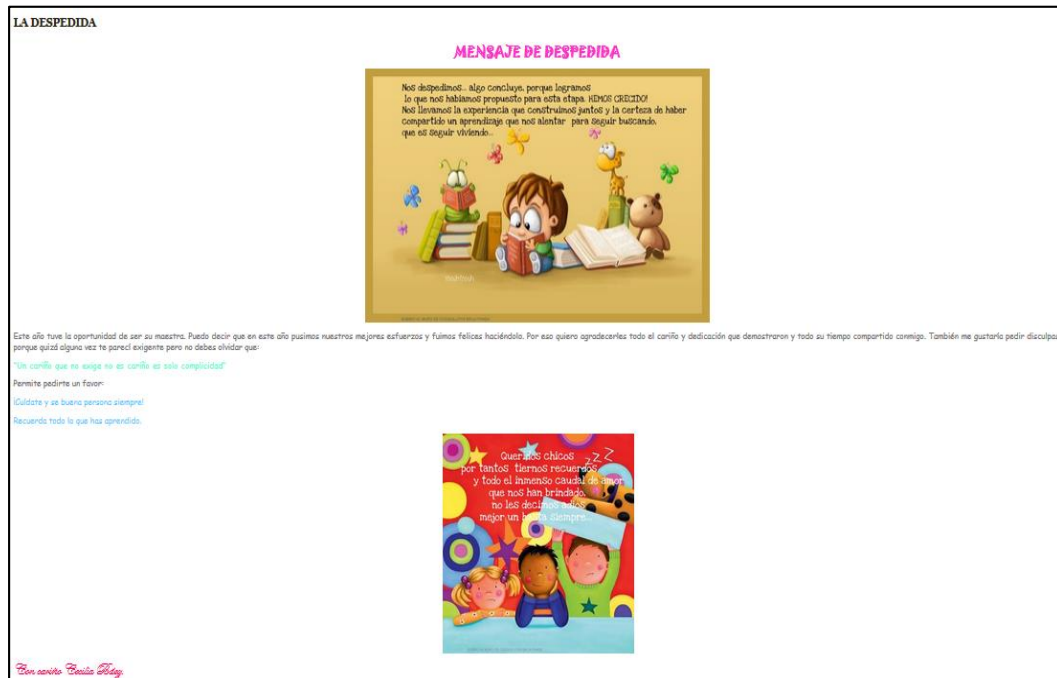 LA DESPEDIDA
MENSAJE DE DESPEDIDA
Nos despedimos... algo concluye, porque logramos
lo que nos habiamos propuesto para esta etapa. HEMOS CRECIDO!
Nos llevamos la experiencia que construimos juntos y la certeza de haber
compartido un aprendizaje que nos alentar para seguir buscando,
que es seguir viviendo...
Este año tuve la oportunidad de ser su maestra. Puedo decir que en este año pusimos nuestros mejores esfuerzos y fuimos felices haciéndolo. Por eso quiero agradecerles todo el cariño y dedicación que demostraron y todo su tiempo compartido conmigo. También me gustaría pedir disculpas
porque quizá alguna vez te parecí exigente pero no debes olvidar que:
"Un cariño que no exige no es cariño es solo complicidad"
Permite pedirte un favor:
¡Cuídate y se buena persona siempre!
Recuerda todo lo que has aprendido.
Queridos chicos
zZZ
por tantos tiernos recuerdos
y todo el inmenso caudal de amor
que nos han brindado,
no les decimos adios
mejor un hasta siempre...
Con cariño Cecilia